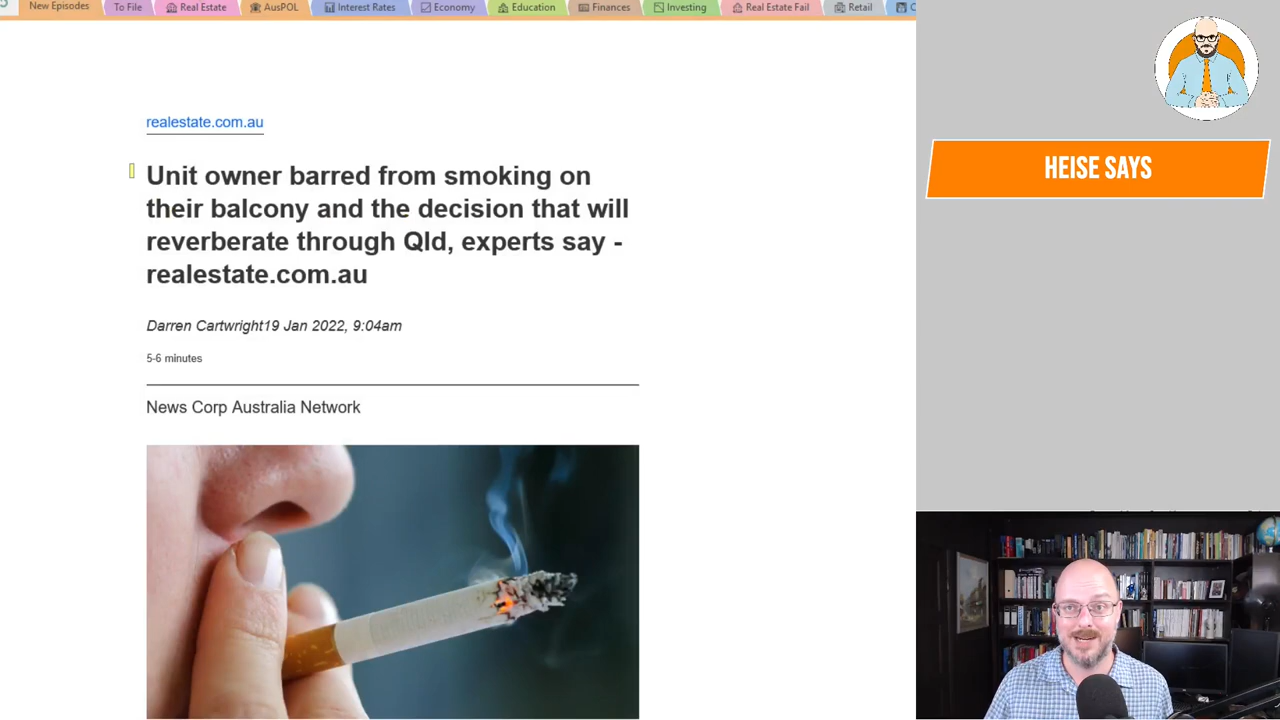 New Episodes
To File
Real Estate
AusPOL
Interest Rates
Economy
Education
Finances
Investing
Real Estate Fail
Retail
realestate.com.au
Unit owner barred from smoking on
their balcony and the decision that will
reverberate through Qld, experts say -
realestate.com.au
Darren Cartwright19 Jan 2022, 9:04am
5-6 minutes
News Corp Australia Network
HEISE SAYS